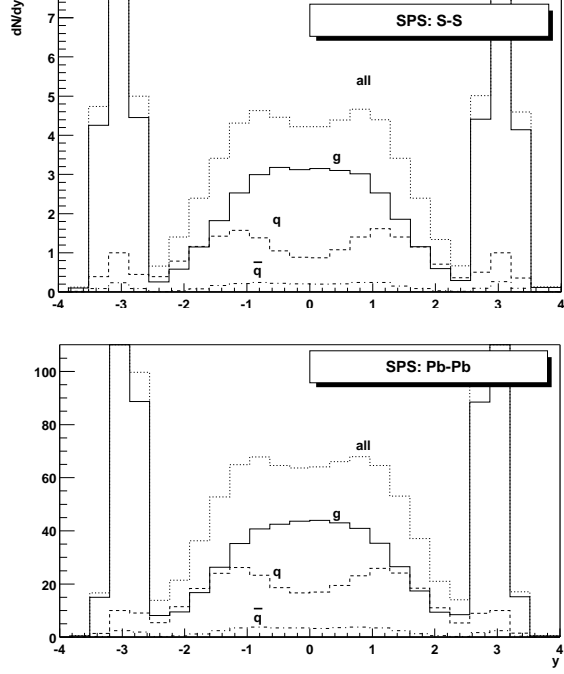 dN/dy
SPS: S-S
7
6
5
4
3
2
1
0
all
g
q
q̅
-4 -3 -2 -1 0 1 2 3 4
SPS: Pb-Pb
100
80
60
40
20
0
all
g
q
q̅
-4 -3 -2 -1 0 1 2 3 4
y